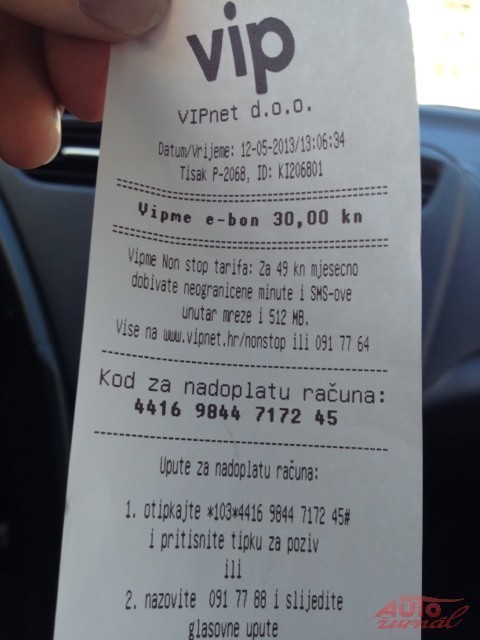 vip
VIPnet d.o.o.
Datum/Vrijeme: 12-05-2013/13:06:34
Tisak P-2068, ID: KI206801
Vipme e-bon 30,00 kn
Vipme Non stop tarifa: Za 49 kn mjesecno
dobivate neogranicene minute i SMS-ove
unutar mreze i 512 MB.
Vise na www.vipnet.hr/nonstop ili 091 77 64
Kod za nadoplatu računa:
4416 9844 7172 45
Upute za nadoplatu računa:
1. otipkajte *103*4416 9844 7172 45#
i pritisnite tipku za poziv
ili
2. nazovite 091 77 88 i slijedite
glasovne upute
AUTO
žurnal